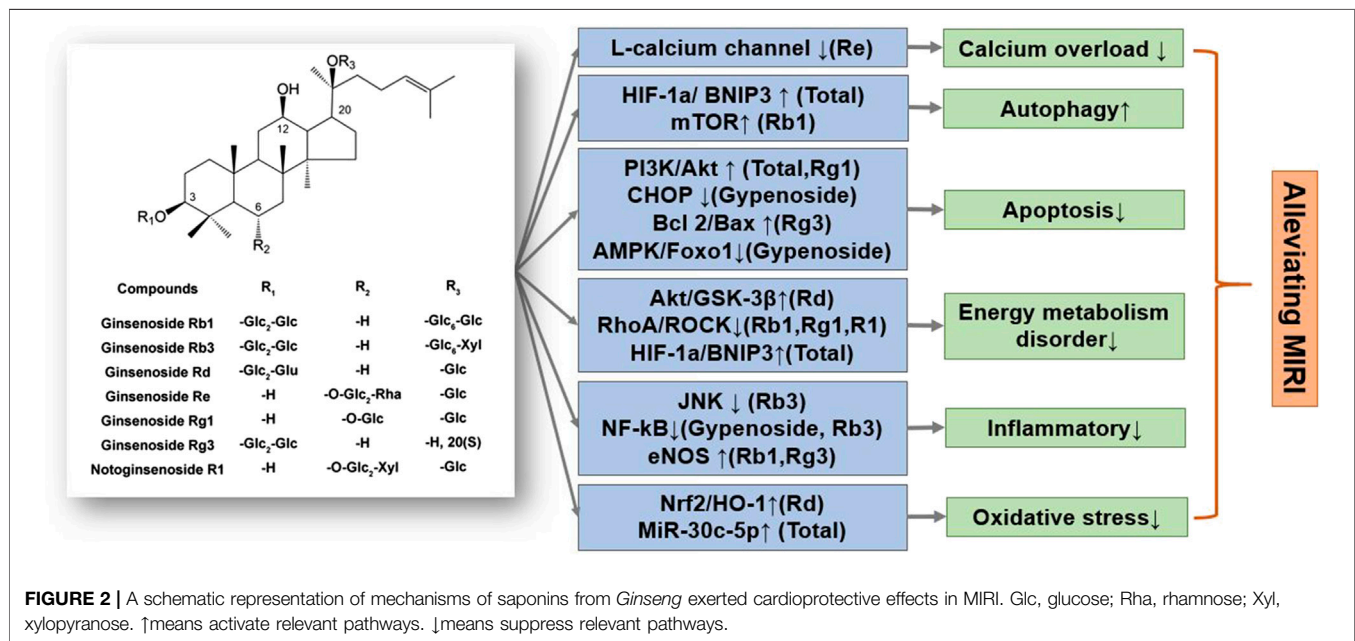 OR3
OH
20
12
3
6
R1O
R2
Compounds R1 R2 R3
Ginsenoside Rb1 -Glc2-Glc -H -Glc6-Glc
Ginsenoside Rb3 -Glc2-Glc -H -Glc6-Xyl
Ginsenoside Rd -Glc2-Glu -H -Glc
Ginsenoside Re -H -O-Glc2-Rha -Glc
Ginsenoside Rg1 -H -O-Glc -Glc
Ginsenoside Rg3 -Glc2-Glc -H -H, 20(S)
Notoginsenoside R1 -H -O-Glc2-Xyl -Glc
L-calcium channel ↓(Re)
Calcium overload ↓
HIF-1a/ BNIP3 ↑ (Total)
mTOR↑ (Rb1)
Autophagy↑
PI3K/Akt ↑ (Total,Rg1)
CHOP ↓(Gypenoside)
Bcl 2/Bax ↑(Rg3)
AMPK/Foxo1↓(Gypenoside)
Apoptosis↓
Akt/GSK-3β↑(Rd)
RhoA/ROCK↓(Rb1,Rg1,R1)
HIF-1a/BNIP3↑(Total)
Energy metabolism
disorder↓
JNK ↓ (Rb3)
NF-kB↓(Gypenoside, Rb3)
eNOS ↑(Rb1,Rg3)
Inflammatory↓
Nrf2/HO-1↑(Rd)
MiR-30c-5p↑ (Total)
Oxidative stress↓
Alleviating MIRI
FIGURE 2 | A schematic representation of mechanisms of saponins from Ginseng exerted cardioprotective effects in MIRI. Glc, glucose; Rha, rhamnose; Xyl,
xylopyranose. ↑means activate relevant pathways. ↓means suppress relevant pathways.